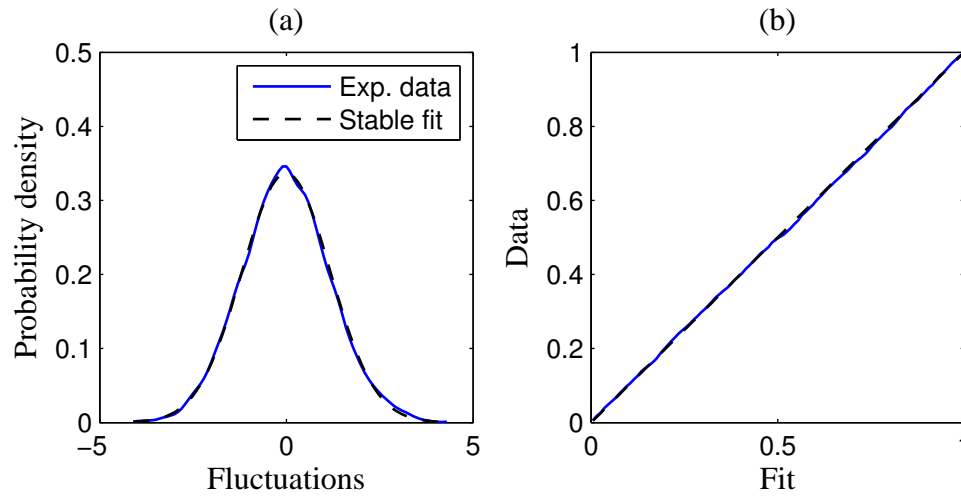 (a)
Probability density
0.5
0.4
0.3
0.2
0.1
0
−5
0
5
Fluctuations
Exp. data
Stable fit
(b)
Data
1
0.8
0.6
0.4
0.2
0
0
0.5
1
Fit